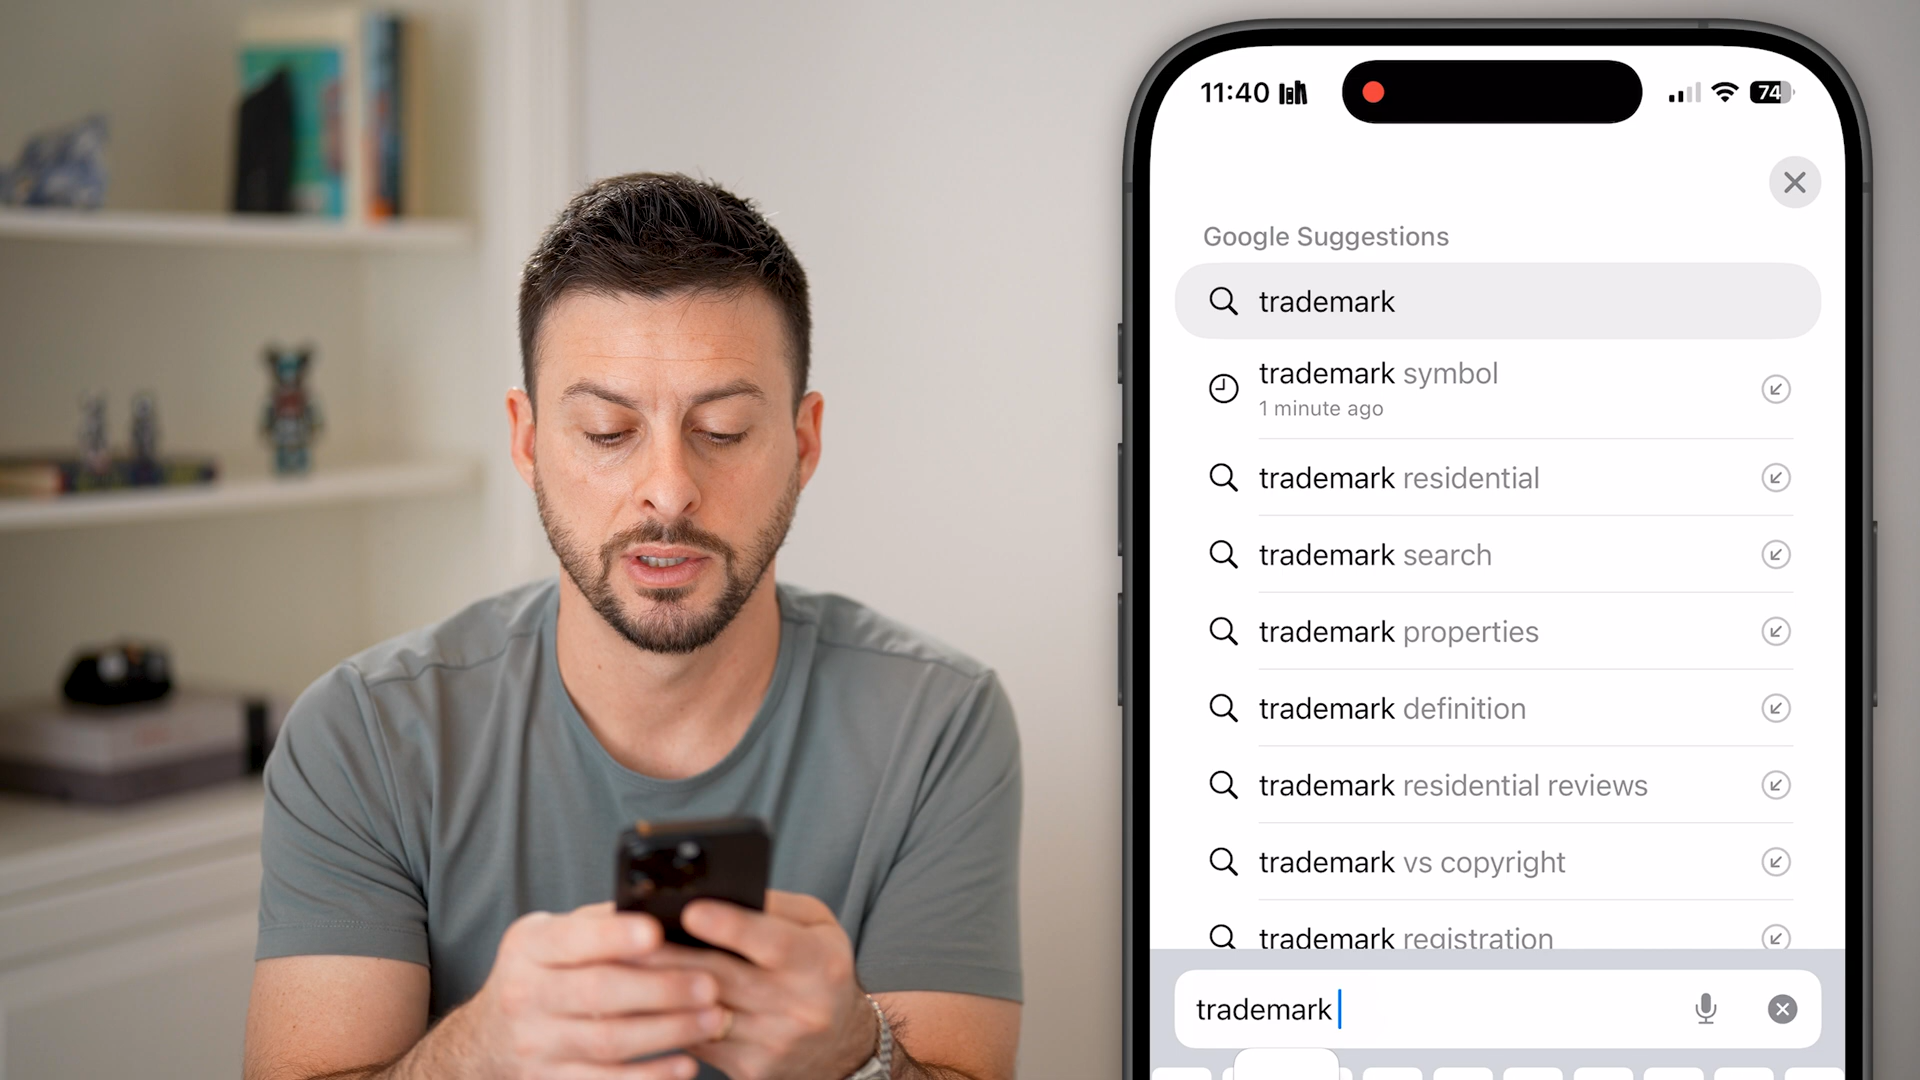 11:40
74
Google Suggestions
trademark
trademark symbol
1 minute ago
trademark residential
trademark search
trademark properties
trademark definition
trademark residential reviews
trademark vs copyright
trademark registration
trademark